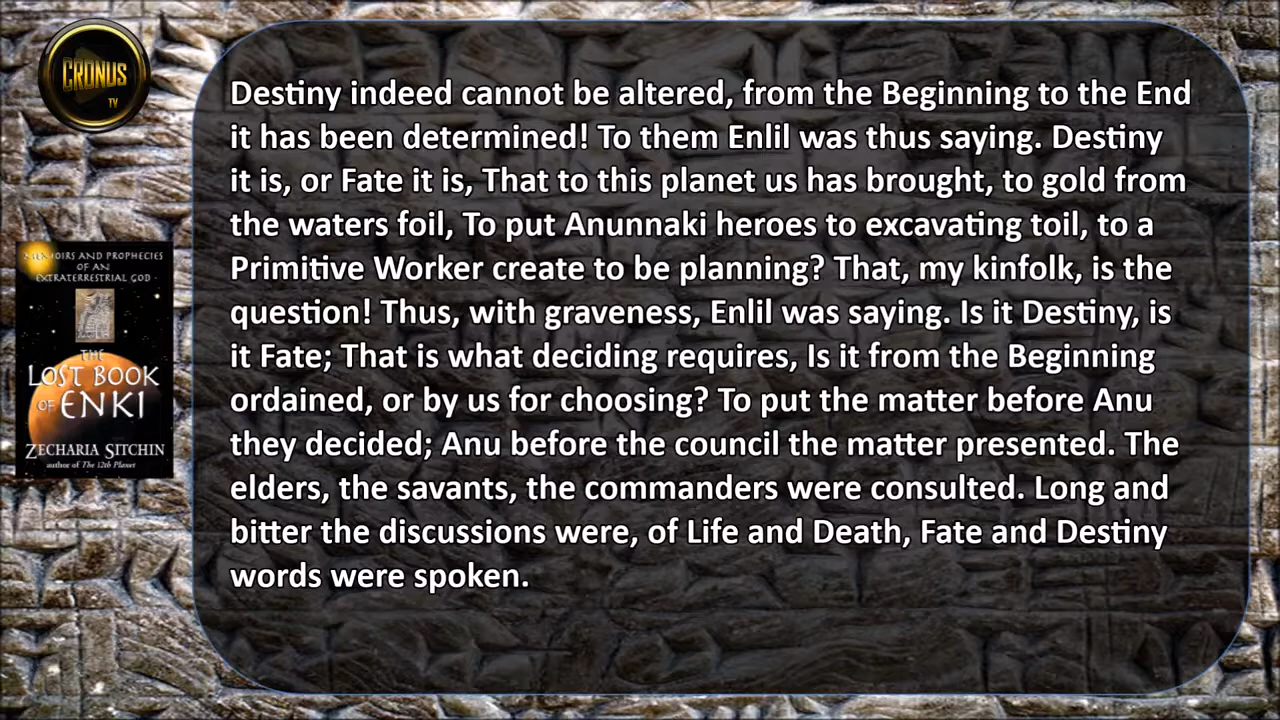 CRONUS
TV
Destiny indeed cannot be altered, from the Beginning to the End
it has been determined! To them Enlil was thus saying. Destiny
it is, or Fate it is, That to this planet us has brought, to gold from
the waters foil, To put Anunnaki heroes to excavating toil, to a
Primitive Worker create to be planning? That, my kinfolk, is the
question! Thus, with graveness, Enlil was saying. Is it Destiny, is
it Fate; That is what deciding requires, Is it from the Beginning
ordained, or by us for choosing? To put the matter before Anu
they decided; Anu before the council the matter presented. The
elders, the savants, the commanders were consulted. Long and
bitter the discussions were, of Life and Death, Fate and Destiny
words were spoken.
MEMOIRS AND PROPHECIES
OF AN
EXTRATERRESTRIAL GOD
THE
LOST BOOK
OF ENKI
ZECHARIA SITCHIN
author of The 12th Planet